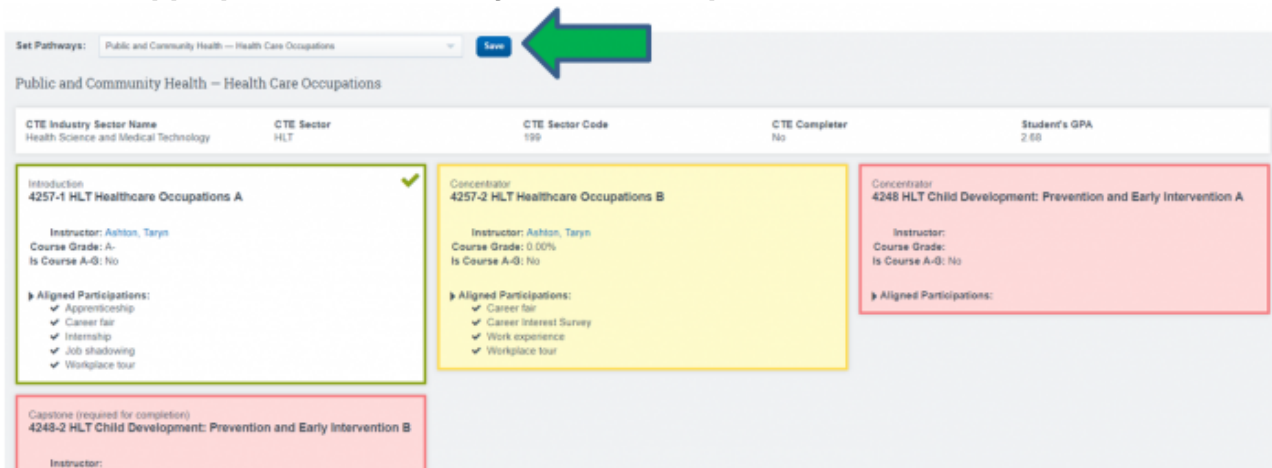 Set Pathways: Public and Community Health — Health Care Occupations Save
Public and Community Health — Health Care Occupations
CTE Industry Sector Name CTE Sector CTE Sector Code CTE Completer Student's GPA
Health Science and Medical Technology HLT 199 No 2.68
Introduction
4257-1 HLT Healthcare Occupations A
Instructor: Ashton, Taryn
Course Grade: A-
Is Course A-G: No
Aligned Participations:
Apprenticeship
Career fair
Internship
Job shadowing
Workplace tour
Concentrator
4257-2 HLT Healthcare Occupations B
Instructor: Ashton, Taryn
Course Grade: 0.00%
Is Course A-G: No
Aligned Participations:
Career fair
Career Interest Survey
Work experience
Workplace tour
Concentrator
4248 HLT Child Development: Prevention and Early Intervention A
Instructor:
Course Grade:
Is Course A-G: No
Aligned Participations:
Capstone (required for completion)
4248-2 HLT Child Development: Prevention and Early Intervention B
Instructor: